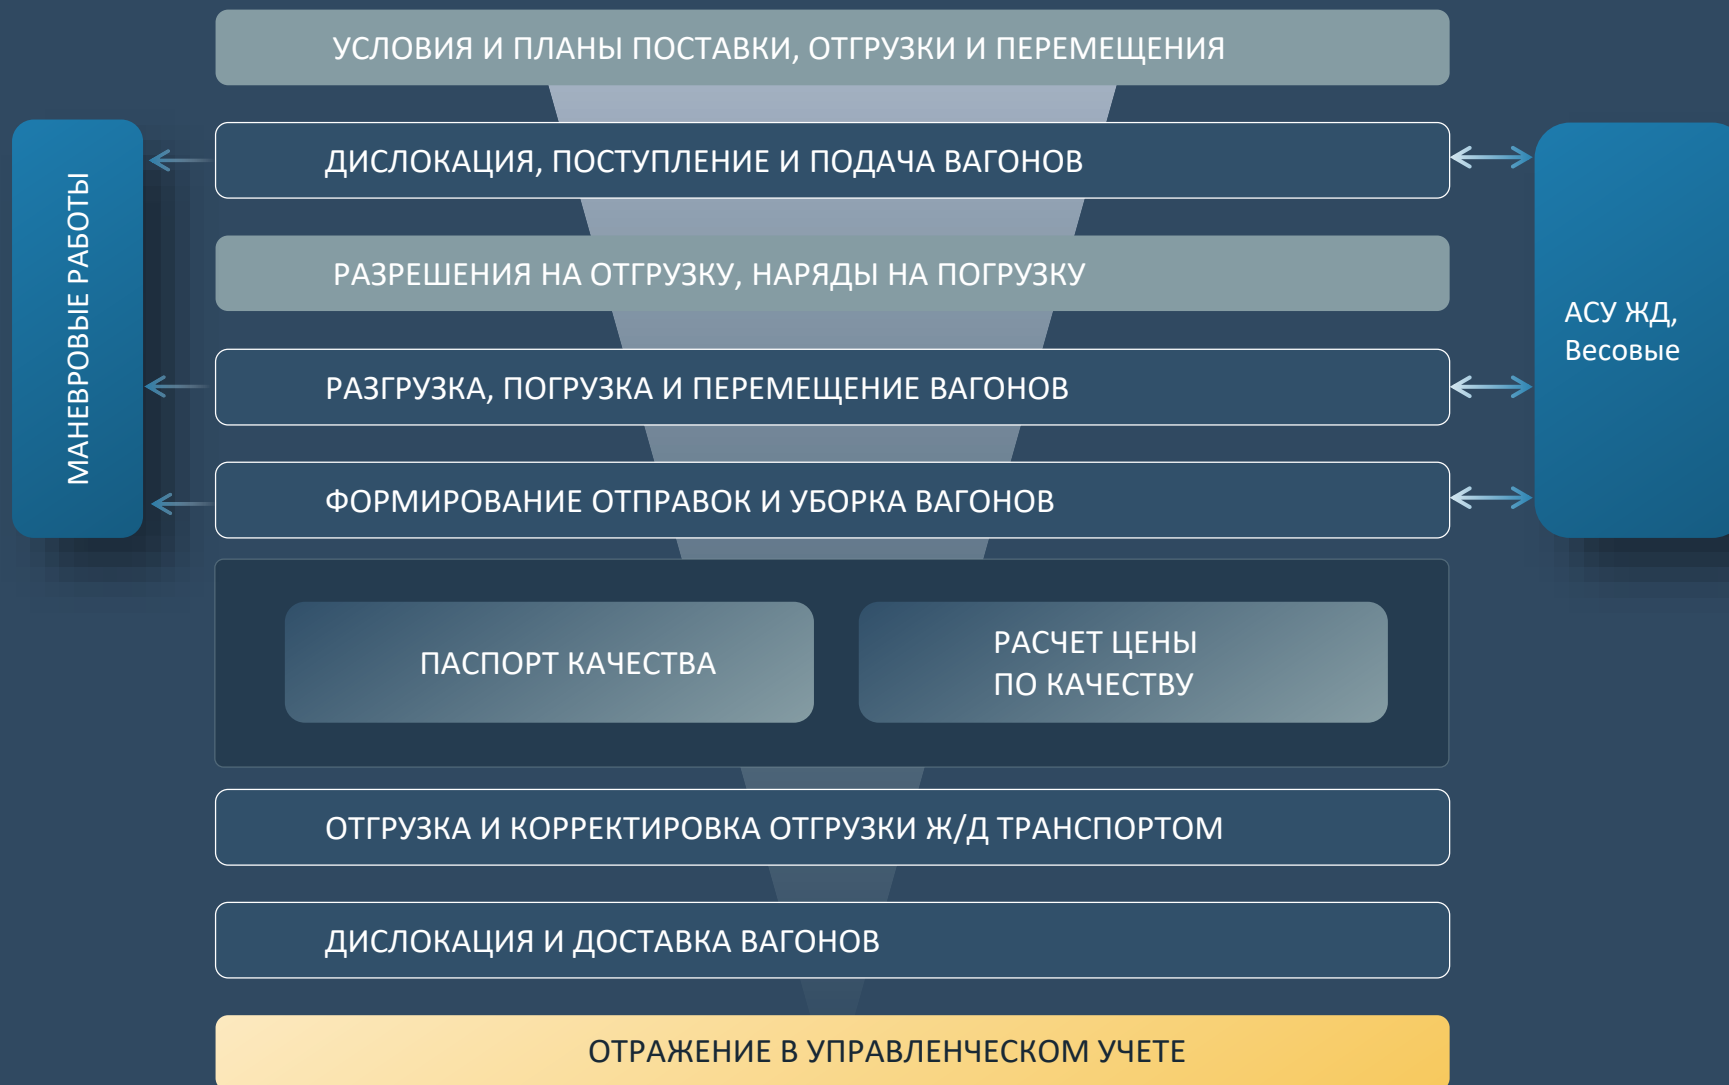 УСЛОВИЯ И ПЛАНЫ ПОСТАВКИ, ОТГРУЗКИ И ПЕРЕМЕЩЕНИЯ
МАНЕВРОВЫЕ РАБОТЫ
ДИСЛОКАЦИЯ, ПОСТУПЛЕНИЕ И ПОДАЧА ВАГОНОВ
РАЗРЕШЕНИЯ НА ОТГРУЗКУ, НАРЯДЫ НА ПОГРУЗКУ
АСУ ЖД,
Весовые
РАЗГРУЗКА, ПОГРУЗКА И ПЕРЕМЕЩЕНИЕ ВАГОНОВ
ФОРМИРОВАНИЕ ОТПРАВОК И УБОРКА ВАГОНОВ
ПАСПОРТ КАЧЕСТВА
РАСЧЕТ ЦЕНЫ
ПО КАЧЕСТВУ
ОТГРУЗКА И КОРРЕКТИРОВКА ОТГРУЗКИ Ж/Д ТРАНСПОРТОМ
ДИСЛОКАЦИЯ И ДОСТАВКА ВАГОНОВ
ОТРАЖЕНИЕ В УПРАВЛЕНЧЕСКОМ УЧЕТЕ